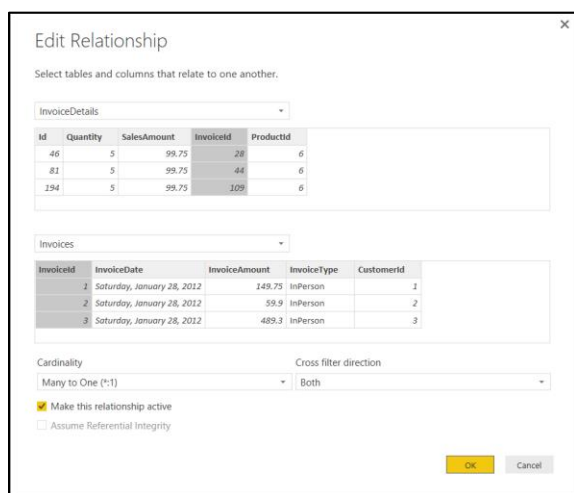 Edit Relationship
Select tables and columns that relate to one another.
InvoiceDetails
Id Quantity SalesAmount InvoiceId ProductId
46 5 99.75 28 6
81 5 99.75 44 6
194 5 99.75 109 6
Invoices
InvoiceId InvoiceDate InvoiceAmount InvoiceType CustomerId
1 Saturday, January 28, 2012 149.75 InPerson 1
2 Saturday, January 28, 2012 59.9 InPerson 2
3 Saturday, January 28, 2012 489.3 InPerson 3
Cardinality Cross filter direction
Many to One (*:1) Both
Make this relationship active
Assume Referential Integrity
OK Cancel